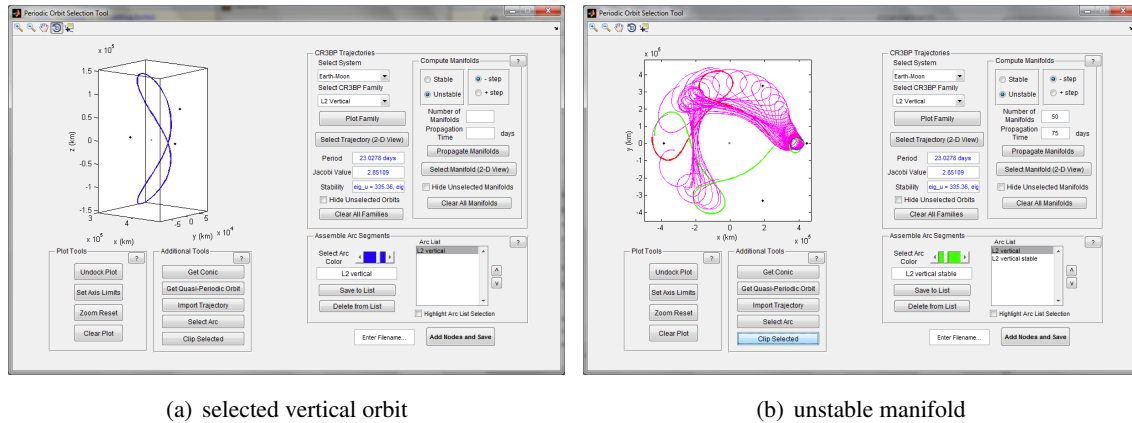 Periodic Orbit Selection Tool
x 10^5
1.5
1
0.5
0
-0.5
-1
-1.5
z (km)
3
4
5
x 10^5
x (km)
-5
0
5
x 10^4
y (km)
CR3BP Trajectories
Select System
Earth-Moon
Select CR3BP Family
L2 Vertical
Plot Family
Select Trajectory (2-D View)
Period
23.0278 days
Jacobi Value
2.85109
Stability
eig_u = 335.36, eig
Hide Unselected Orbits
Clear All Families
Compute Manifolds
?
Stable
Unstable
- step
+ step
Number of
Manifolds
Propagation
Time
days
Propagate Manifolds
Select Manifold (2-D View)
Hide Unselected Manifolds
Clear All Manifolds
Plot Tools
?
Undock Plot
Set Axis Limits
Zoom Reset
Clear Plot
Additional Tools
?
Get Conic
Get Quasi-Periodic Orbit
Import Trajectory
Select Arc
Clip Selected
Assemble Arc Segments
?
Select Arc
Color
L2 vertical
Save to List
Delete from List
Arc List
L2 vertical
^
v
Highlight Arc List Selection
Enter Filename...
Add Nodes and Save
(a) selected vertical orbit
Periodic Orbit Selection Tool
4
3
2
1
0
-1
-2
-3
-4
y (km)
-4
-2
0
2
4
x (km)
CR3BP Trajectories
Select System
Earth-Moon
Select CR3BP Family
L2 Vertical
Plot Family
Select Trajectory (2-D View)
Period
23.0278 days
Jacobi Value
2.85109
Stability
eig_u = 335.36, eig
Hide Unselected Orbits
Clear All Families
Compute Manifolds
?
Stable
Unstable
- step
+ step
Number of
Manifolds
50
Propagation
Time
75
days
Propagate Manifolds
Select Manifold (2-D View)
Hide Unselected Manifolds
Clear All Manifolds
Plot Tools
?
Undock Plot
Set Axis Limits
Zoom Reset
Clear Plot
Additional Tools
?
Get Conic
Get Quasi-Periodic Orbit
Import Trajectory
Select Arc
Clip Selected
Assemble Arc Segments
?
Select Arc
Color
L2 vertical stable
Save to List
Delete from List
Arc List
L2 vertical
L2 vertical stable
^
v
Highlight Arc List Selection
Enter Filename...
Add Nodes and Save
(b) unstable manifold